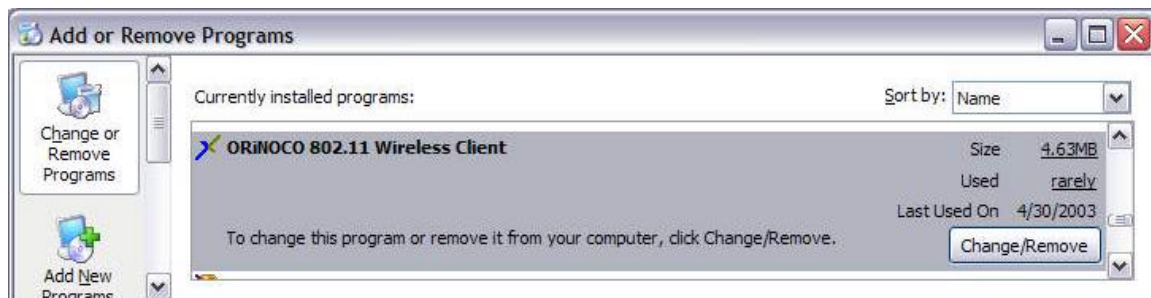 Add or Remove Programs
Change or
Remove
Programs
Add New
Programs
Currently installed programs:
Sort by: Name
ORiNOCO 802.11 Wireless Client
Size 4.63MB
Used rarely
Last Used On 4/30/2003
To change this program or remove it from your computer, click Change/Remove.
Change/Remove